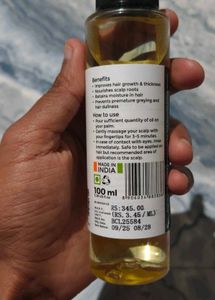 Benefits
- Improves hair growth & thickness
- Nourishes scalp roots
- Retains moisture in hair
- Prevents premature greying and
hair dullness
How to use
- Pour sufficient quantity of oil on
your palm.
- Gently massage your scalp with
your fingertips for 3-5 minutes.
- In case of contact with eyes, rinse
immediately. Safe to be applied on
hair but recommended area of
application is the scalp.
MADE IN
INDIA
100 ml
RS:345.00
(RS. 3.45 / ML)
BCL25584
09/25 08/28